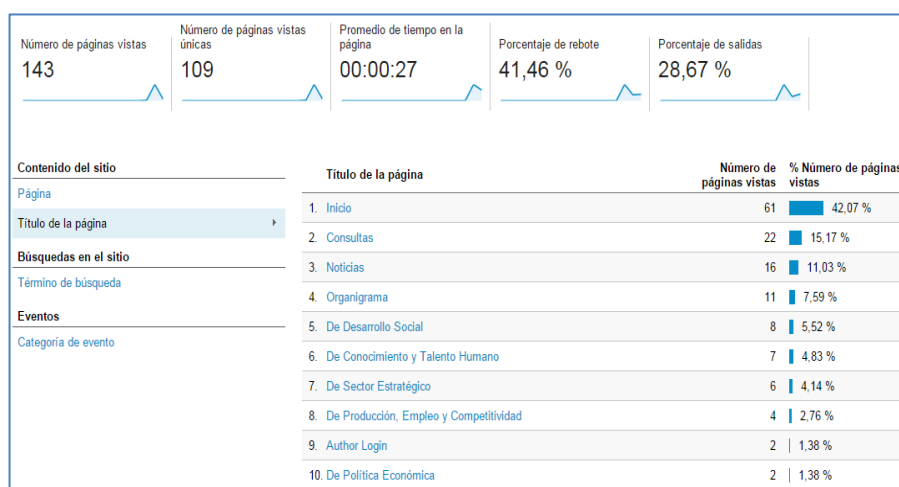 Número de páginas vistas
143
Número de páginas vistas
únicas
109
Promedio de tiempo en la
página
00:00:27
Porcentaje de rebote
41,46 %
Porcentaje de salidas
28,67 %
Contenido del sitio
Página
Título de la página
Búsquedas en el sitio
Término de búsqueda
Eventos
Categoría de evento
Título de la página Número de páginas vistas % Número de páginas vistas
1. Inicio 61 42,07 %
2. Consultas 22 15,17 %
3. Noticias 16 11,03 %
4. Organigrama 11 7,59 %
5. De Desarrollo Social 8 5,52 %
6. De Conocimiento y Talento Humano 7 4,83 %
7. De Sector Estratégico 6 4,14 %
8. De Producción, Empleo y Competitividad 4 2,76 %
9. Author Login 2 1,38 %
10. De Política Económica 2 1,38 %